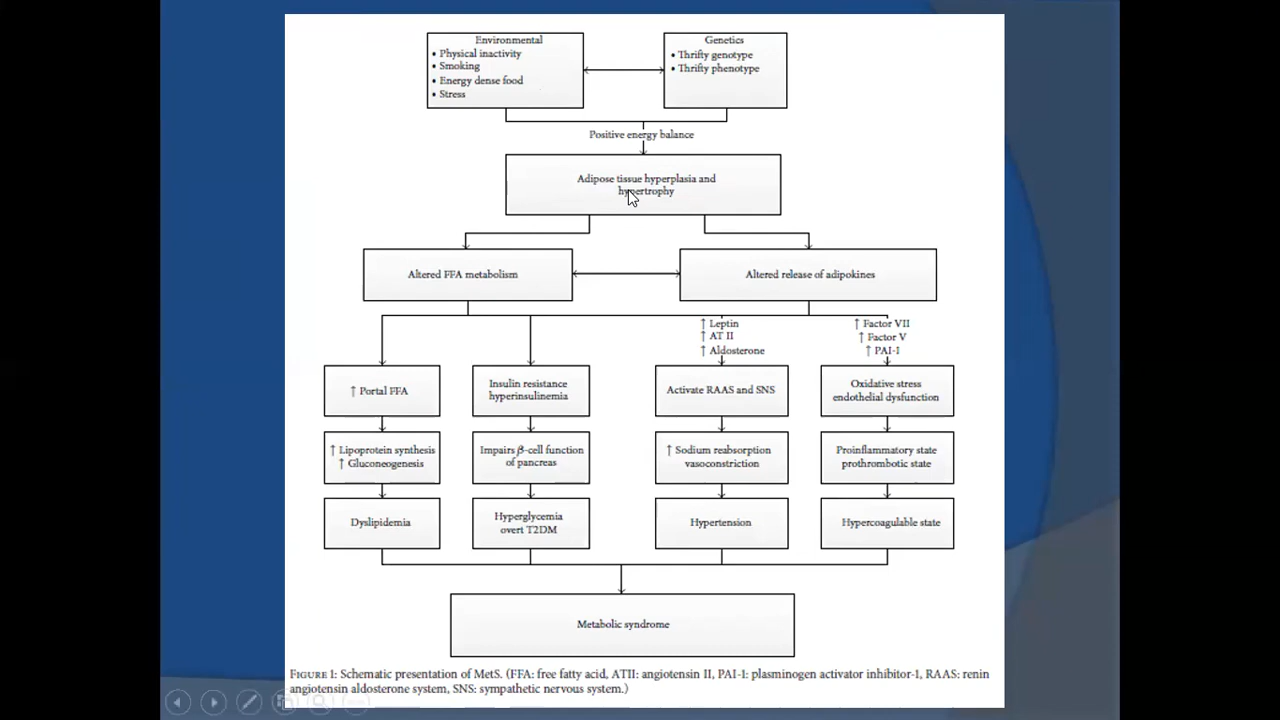 Environmental
• Physical inactivity
• Smoking
• Energy dense food
• Stress
Genetics
• Thrifty genotype
• Thrifty phenotype
Positive energy balance
Adipose tissue hyperplasia and
hypertrophy
Altered FFA metabolism
Altered release of adipokines
↑ Leptin
↑ AT II
↑ Aldosterone
↑ Factor VII
↑ Factor V
↑ PAI-1
↑ Portal FFA
Insulin resistance
hyperinsulinemia
Activate RAAS and SNS
Oxidative stress
endothelial dysfunction
↑ Lipoprotein synthesis
↑ Gluconeogenesis
Impairs β-cell function
of pancreas
↑ Sodium reabsorption
vasoconstriction
Proinflammatory state
prothrombotic state
Dyslipidemia
Hyperglycemia
overt T2DM
Hypertension
Hypercoagulable state
Metabolic syndrome
FIGURE 1: Schematic presentation of MetS. (FFA: free fatty acid, ATII: angiotensin II, PAI-1: plasminogen activator inhibitor-1, RAAS: renin
angiotensin aldosterone system, SNS: sympathetic nervous system.)